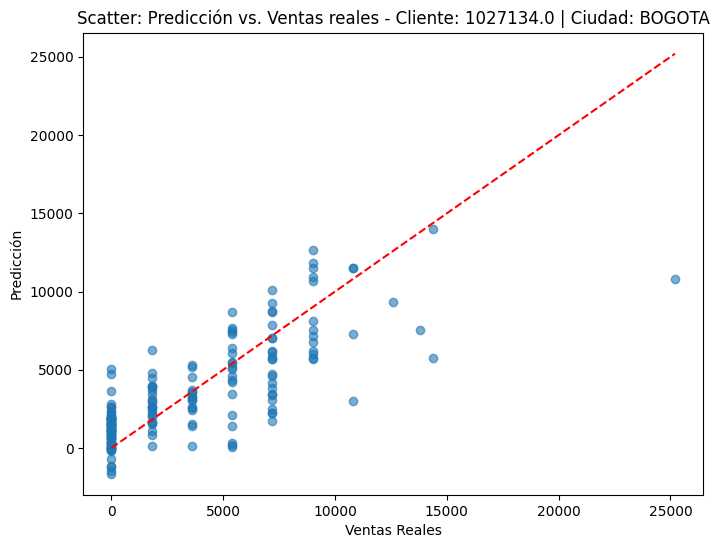 Scatter: Predicción vs. Ventas reales - Cliente: 1027134.0 | Ciudad: BOGOTA
25000
20000
15000
10000
5000
0
Predicción
0 5000 10000 15000 20000 25000
Ventas Reales